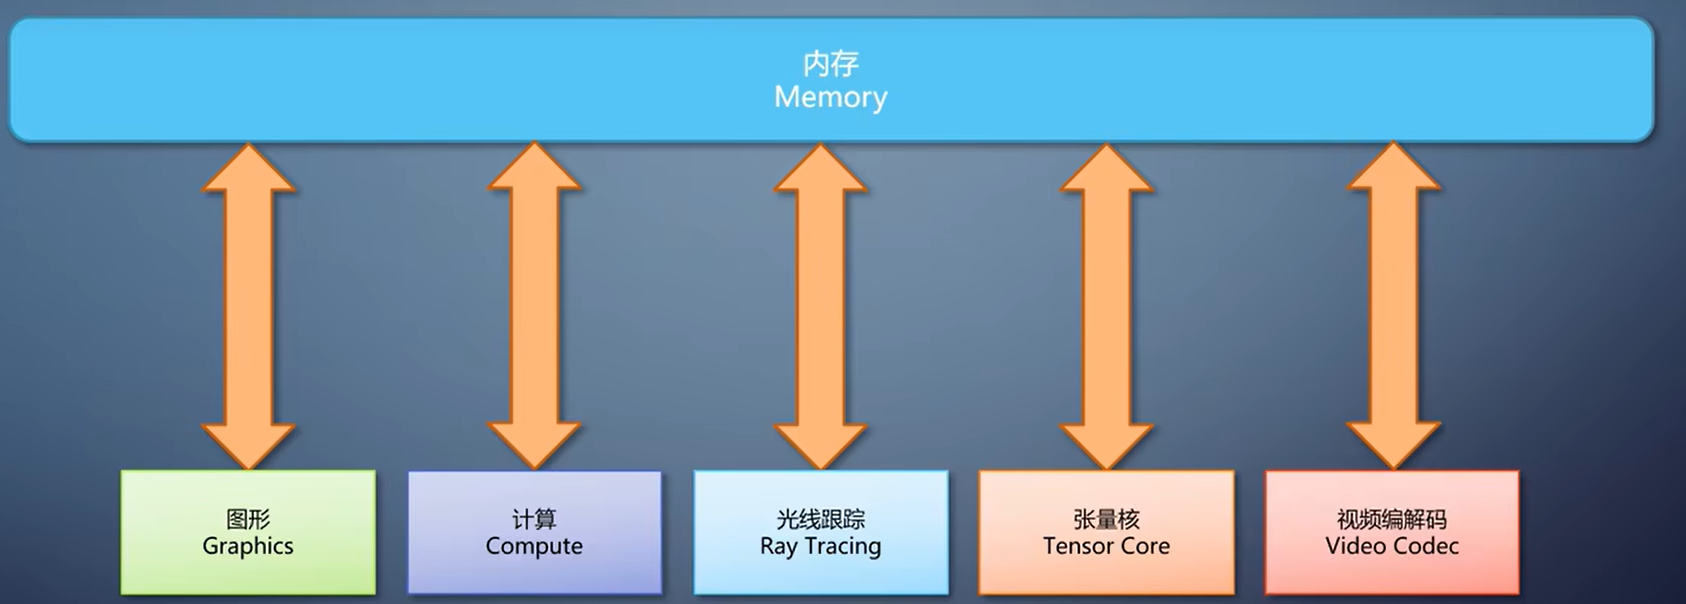 内存
Memory
图形
Graphics
计算
Compute
光线跟踪
Ray Tracing
张量核
Tensor Core
视频编解码
Video Codec